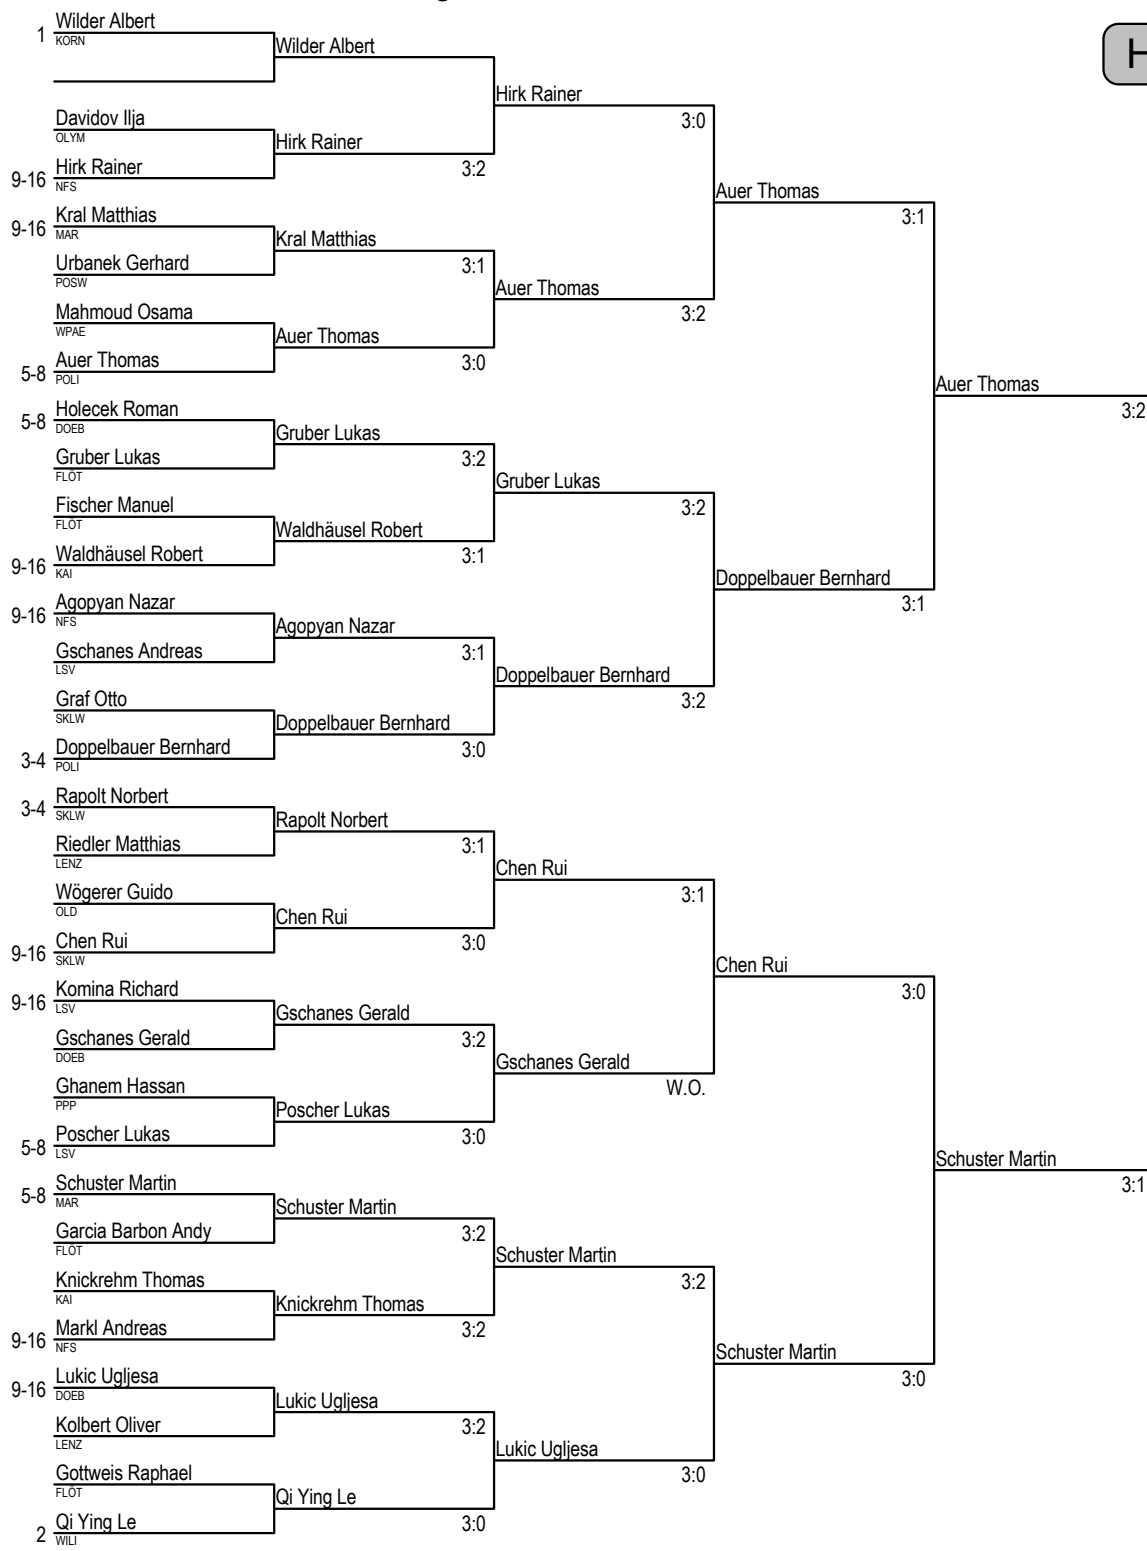 Wilder Albert
1
KORN
Wilder Albert
H
Hirk Rainer
3:0
Davidov Ilja
OLYM
Hirk Rainer
3:2
Hirk Rainer
9-16
NFS
Auer Thomas
3:1
Kral Matthias
9-16
MAR
Kral Matthias
3:1
Urbanek Gerhard
POSW
Auer Thomas
3:2
Mahmoud Osama
WPAE
Auer Thomas
3:0
Auer Thomas
5-8
POLI
Auer Thomas
3:2
Holecek Roman
5-8
DOEB
Gruber Lukas
3:2
Gruber Lukas
FLÖT
Gruber Lukas
3:2
Fischer Manuel
FLÖT
Waldhäusel Robert
3:1
Waldhäusel Robert
9-16
KAI
Doppelbauer Bernhard
3:1
Agopyan Nazar
9-16
NFS
Agopyan Nazar
3:1
Gschanes Andreas
LSV
Doppelbauer Bernhard
3:2
Graf Otto
SKLW
Doppelbauer Bernhard
3:0
Doppelbauer Bernhard
3-4
POLI
Rapolt Norbert
3-4
SKLW
Rapolt Norbert
3:1
Riedler Matthias
LENZ
Chen Rui
3:1
Wögerer Guido
OLD
Chen Rui
3:0
Chen Rui
9-16
SKLW
Chen Rui
3:0
Komina Richard
9-16
LSV
Gschanes Gerald
3:2
Gschanes Gerald
DOEB
Gschanes Gerald
W.O.
Ghanem Hassan
PPP
Poscher Lukas
3:0
Poscher Lukas
5-8
LSV
Schuster Martin
3:1
Schuster Martin
5-8
MAR
Schuster Martin
3:2
Garcia Barbon Andy
FLÖT
Schuster Martin
3:2
Knickrehm Thomas
KAI
Knickrehm Thomas
3:2
Markl Andreas
9-16
NFS
Schuster Martin
3:0
Lukic Ugljesa
9-16
DOEB
Lukic Ugljesa
3:2
Kolbert Oliver
LENZ
Lukic Ugljesa
3:0
Gottweis Raphael
FLÖT
Qi Ying Le
3:0
Qi Ying Le
2
WILI